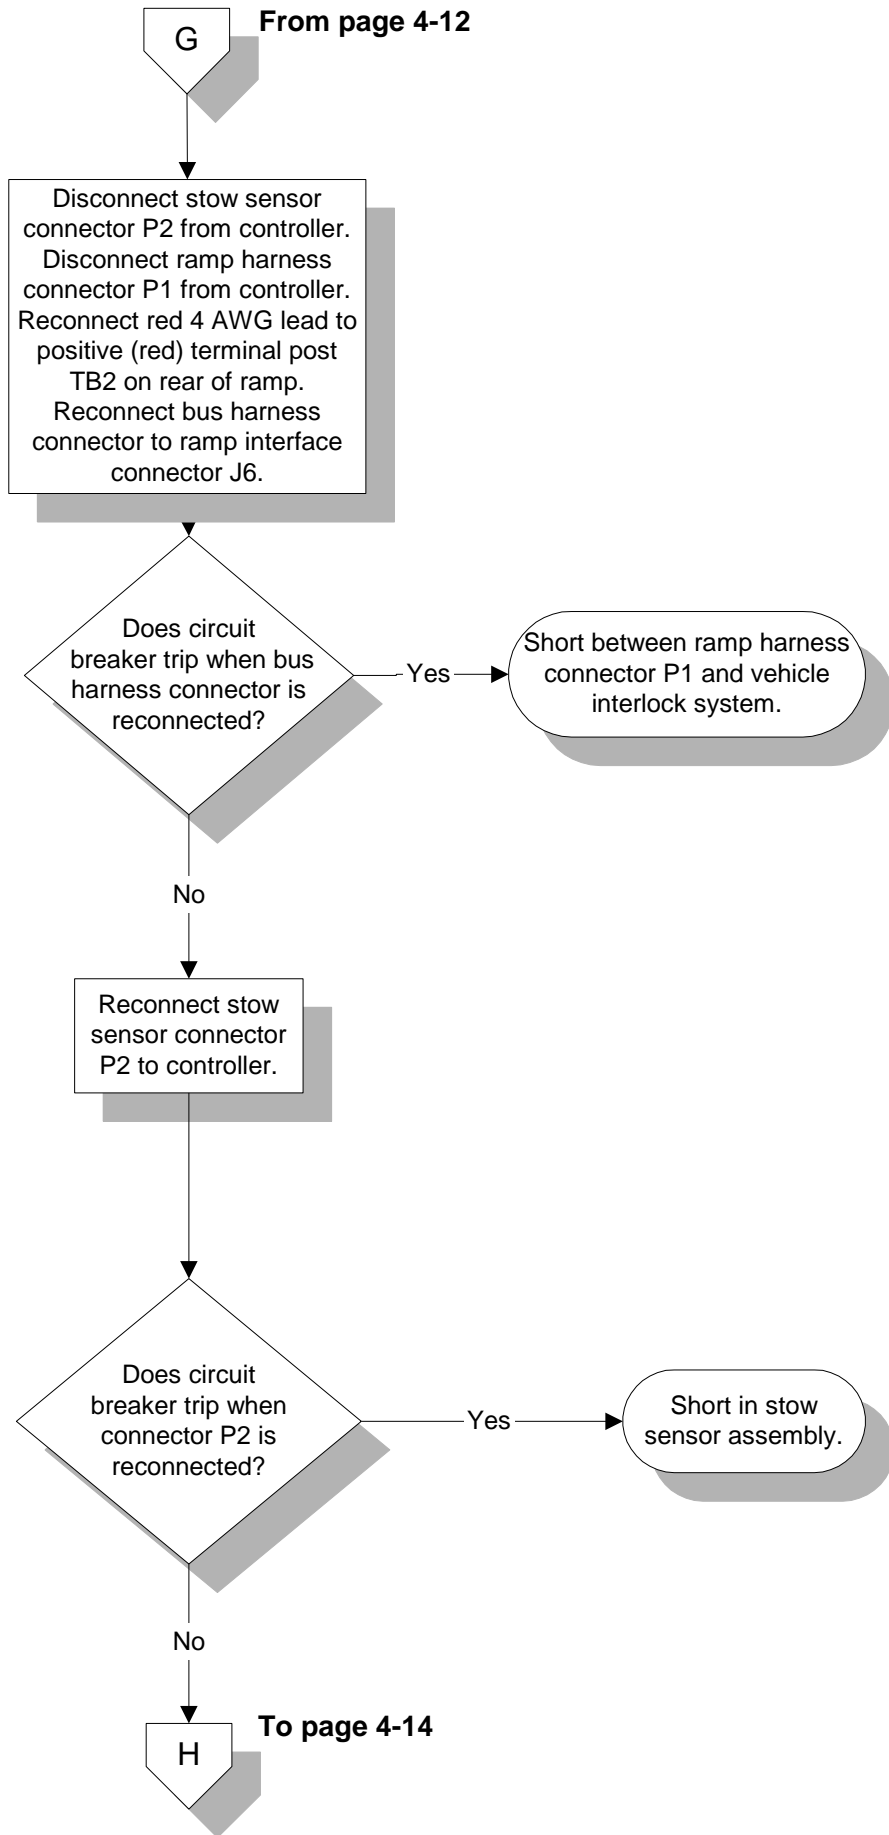 From page 4-12
G
Disconnect stow sensor
connector P2 from controller.
Disconnect ramp harness
connector P1 from controller.
Reconnect red 4 AWG lead to
positive (red) terminal post
TB2 on rear of ramp.
Reconnect bus harness
connector to ramp interface
connector J6.
Does circuit
breaker trip when bus
harness connector is
reconnected?
Yes
Short between ramp harness
connector P1 and vehicle
interlock system.
No
Reconnect stow
sensor connector
P2 to controller.
Does circuit
breaker trip when
connector P2 is
reconnected?
Yes
Short in stow
sensor assembly.
No
To page 4-14
H